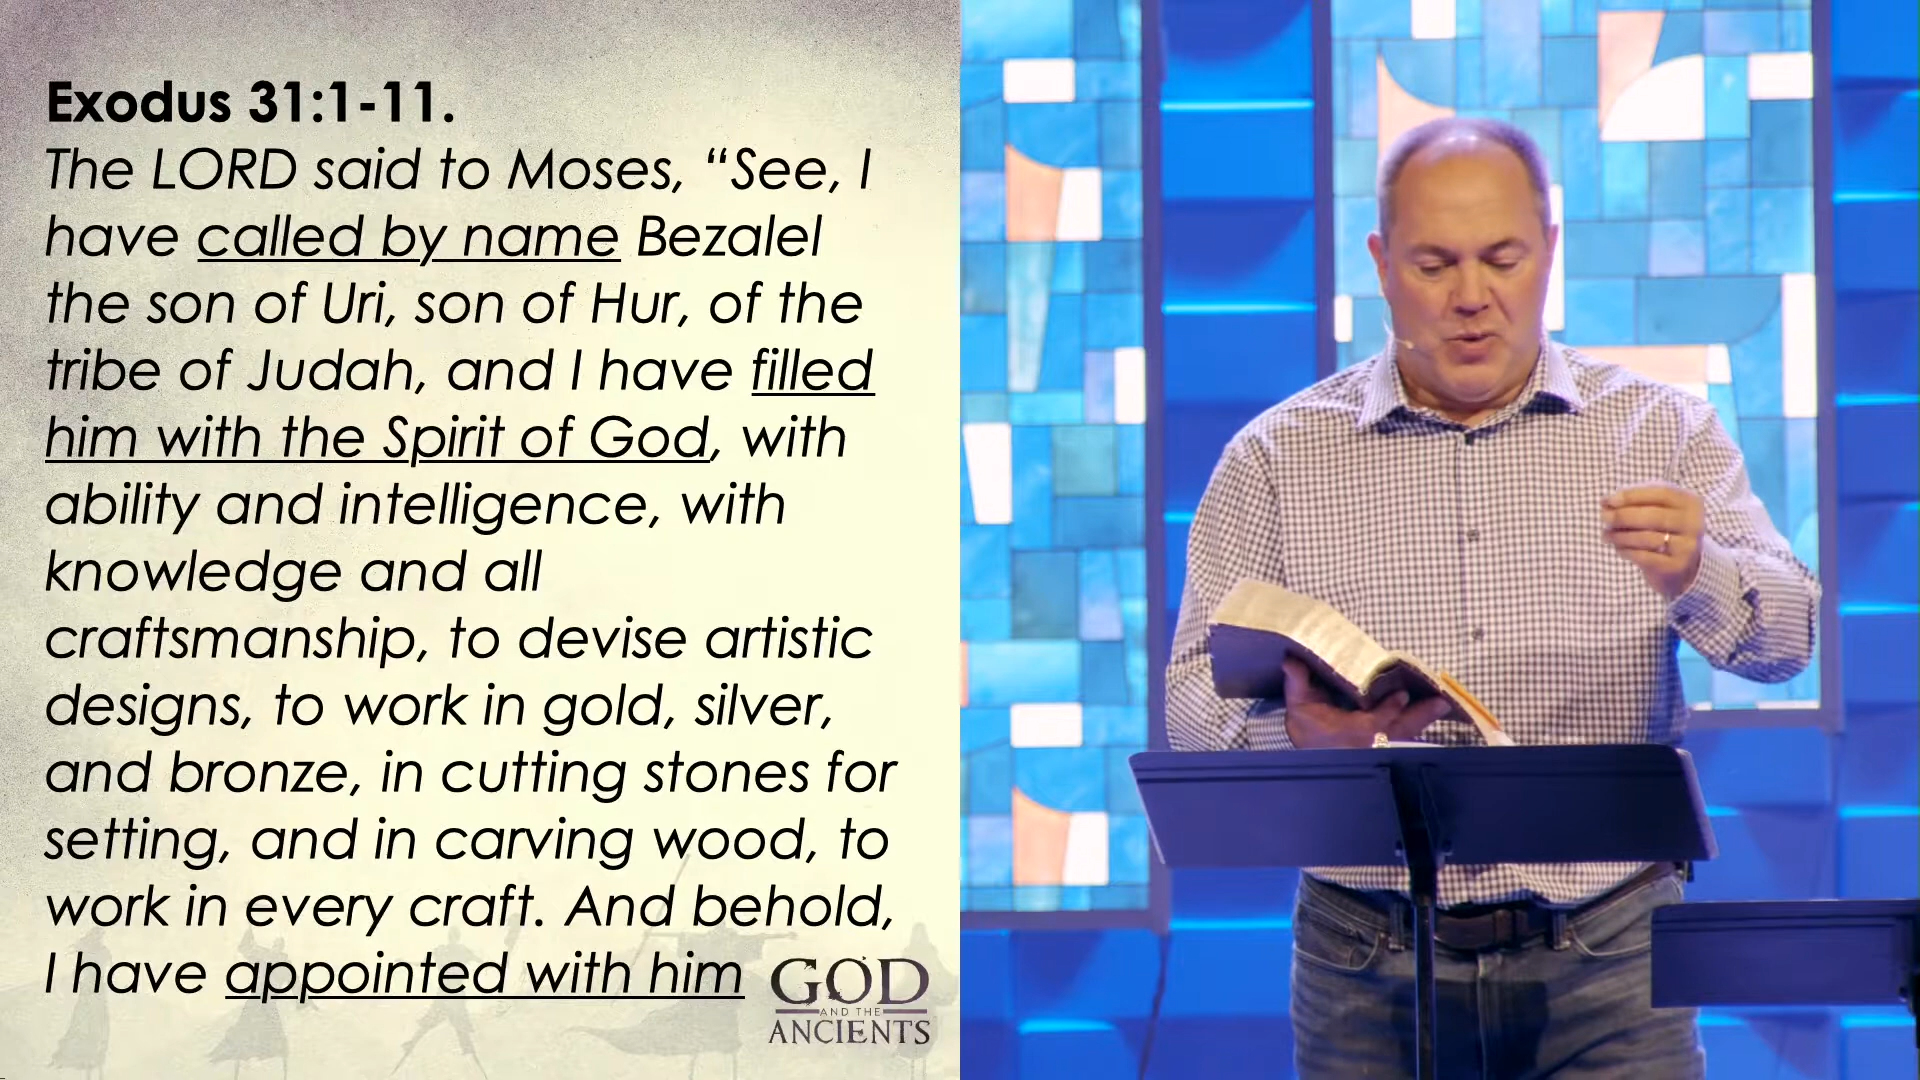 Exodus 31:1-11.
The LORD said to Moses, “See, I
have called by name Bezalel
the son of Uri, son of Hur, of the
tribe of Judah, and I have filled
him with the Spirit of God, with
ability and intelligence, with
knowledge and all
craftsmanship, to devise artistic
designs, to work in gold, silver,
and bronze, in cutting stones for
setting, and in carving wood, to
work in every craft. And behold,
I have appointed with him
GOD
AND THE
ANCIENTS